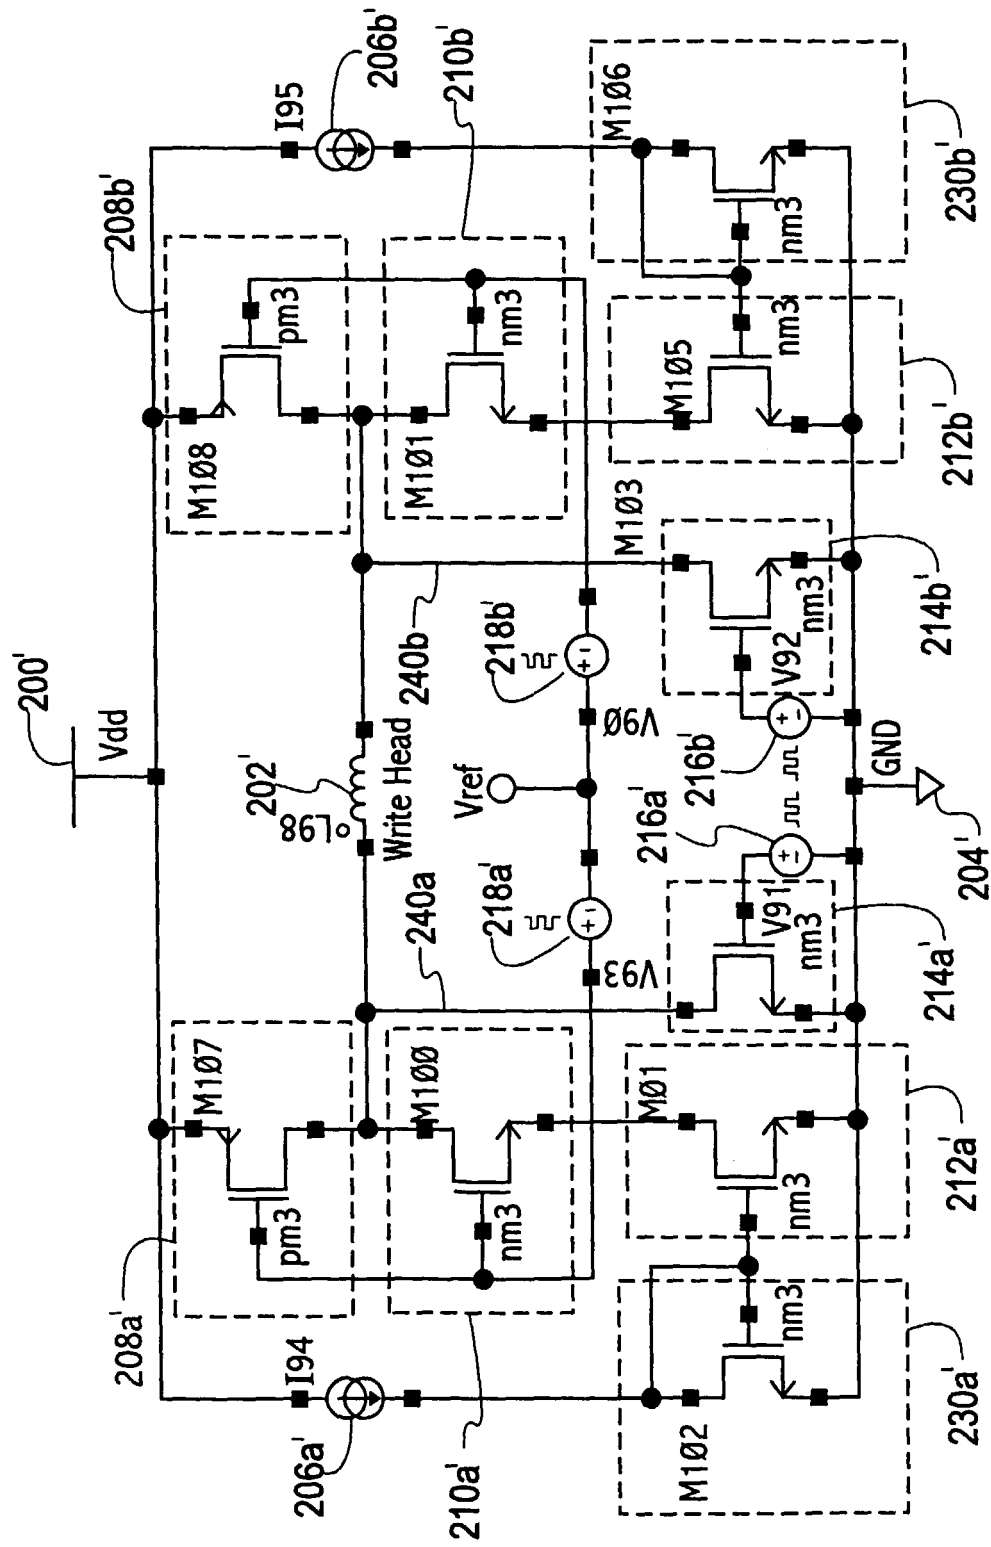 200'
Vdd
206a'
I94
208a'
M107
pm3
210a'
M100
nm3
240a
202'
L98
Write Head
Vref
218a'
V93
218b'
V90
240b
208b'
M108
pm3
210b'
M101
nm3
206b'
I95
M102
nm3
230a'
M01
nm3
212a'
V91
nm3
214a'
216a'
216b'
V92
nm3
M103
214b'
GND
204'
M105
nm3
212b'
M106
nm3
230b'